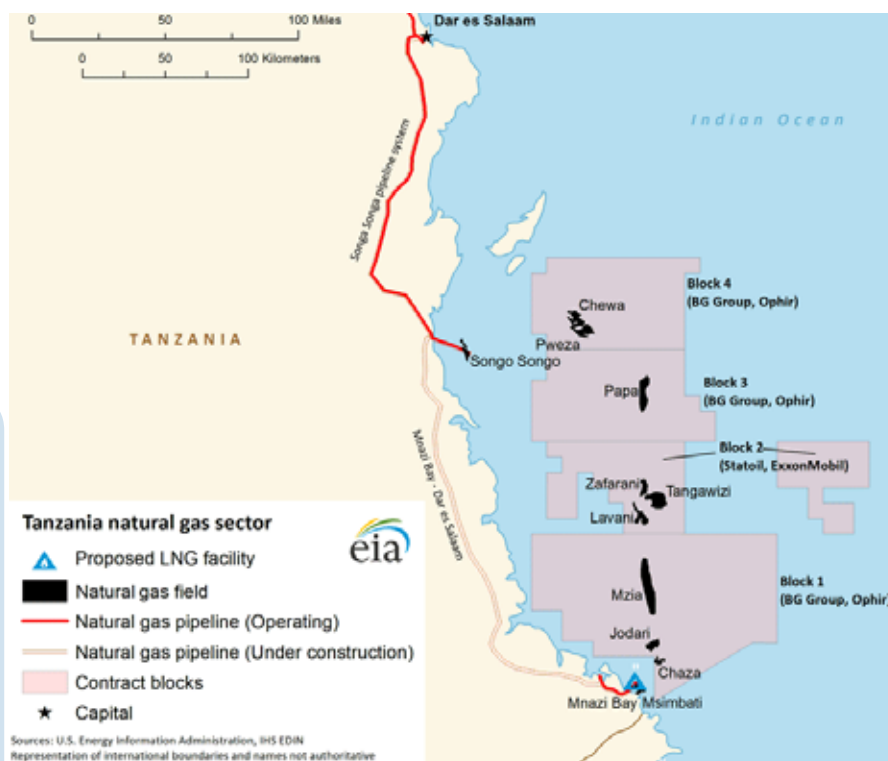 0 50 100 Miles
0 50 100 Kilometers
Dar es Salaam
Indian Ocean
Songa Songa pipeline system
Block 4
(BG Group, Ophir)
Chewa
Pweza
TANZANIA
Songo Songo
Papa
Block 3
(BG Group, Ophir)
Mnazi Bay - Dar es Salaam
Block 2
(Statoil, ExxonMobil)
Zafarani
Tangawizi
Lavani
Block 1
(BG Group, Ophir)
Mzia
Jodari
Chaza
Mnazi Bay
Msimbati
Tanzania natural gas sector
eia
Proposed LNG facility
Natural gas field
Natural gas pipeline (Operating)
Natural gas pipeline (Under construction)
Contract blocks
Capital
Sources: U.S. Energy Information Administration, IHS EDIN
Representation of international boundaries and names not authoritative